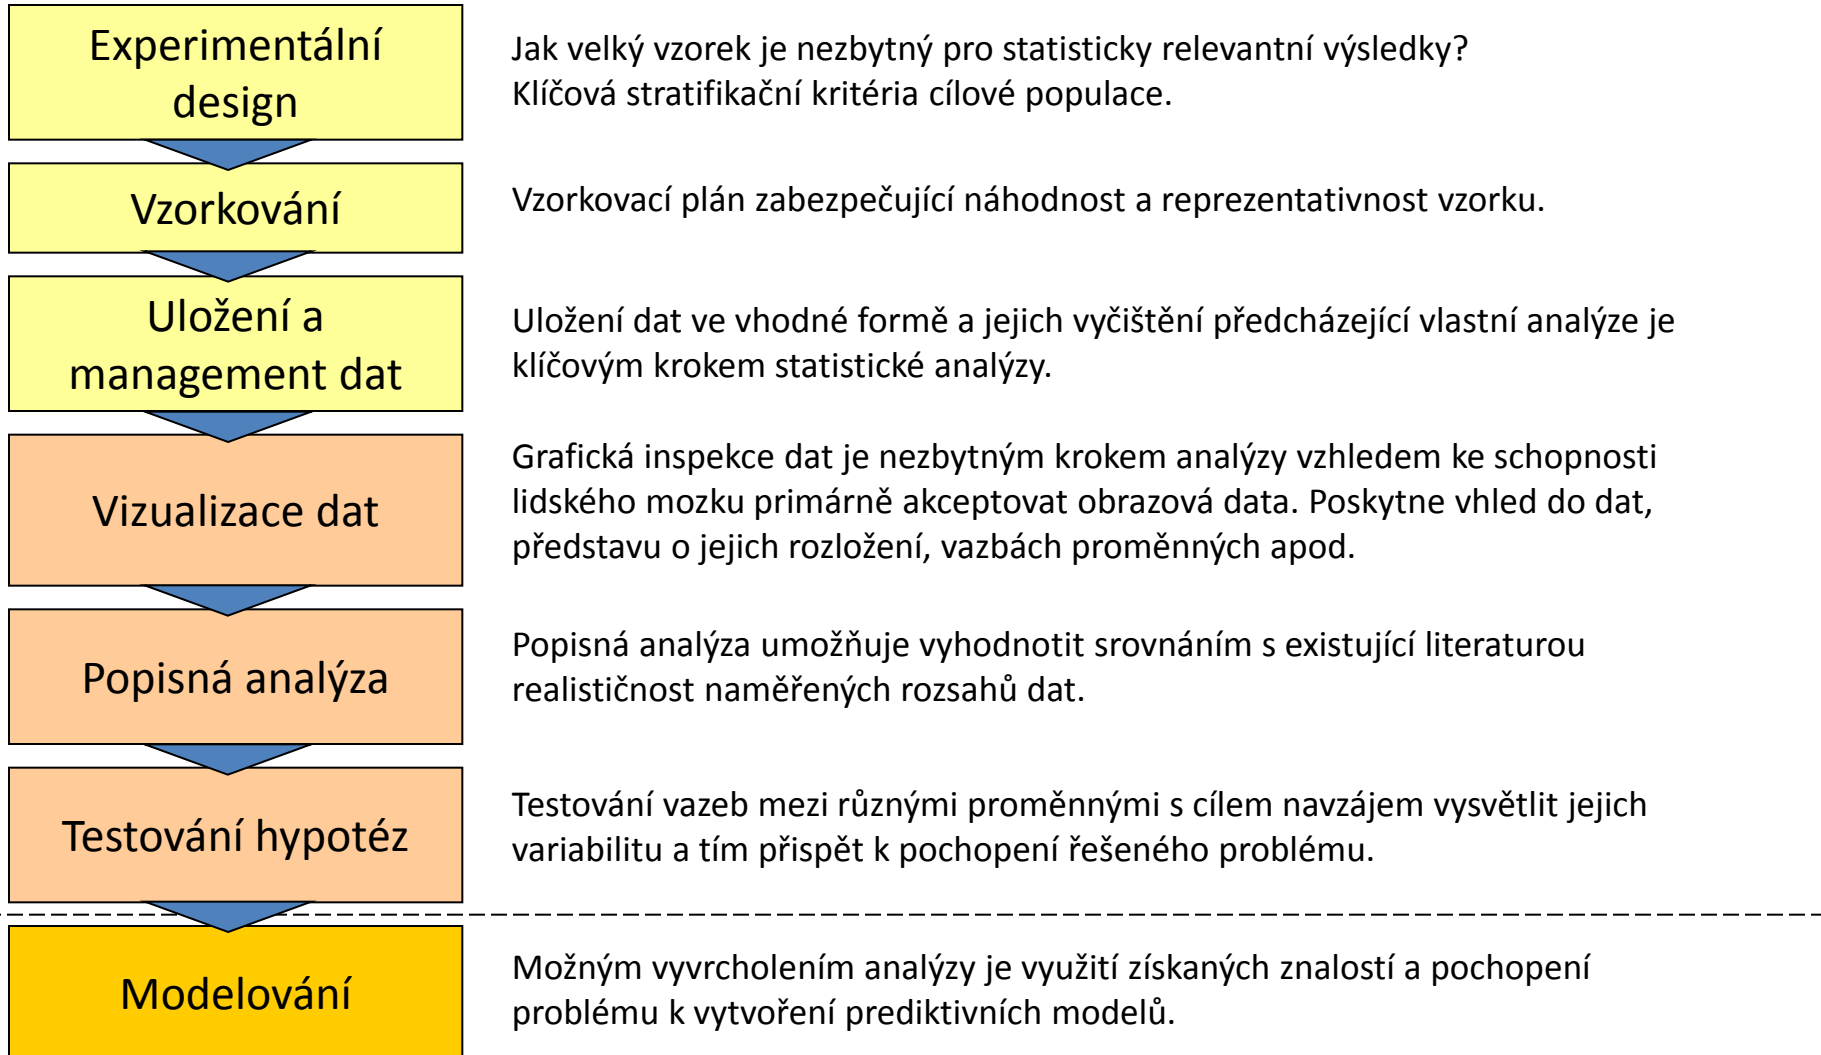 Experimentální
design
Jak velký vzorek je nezbytný pro statisticky relevantní výsledky?
Klíčová stratifikační kritéria cílové populace.
Vzorkování
Vzorkovací plán zabezpečující náhodnost a reprezentativnost vzorku.
Uložení a
management dat
Uložení dat ve vhodné formě a jejich vyčištění předcházející vlastní analýze je
klíčovým krokem statistické analýzy.
Vizualizace dat
Grafická inspekce dat je nezbytným krokem analýzy vzhledem ke schopnosti
lidského mozku primárně akceptovat obrazová data. Poskytne vhled do dat,
představu o jejich rozložení, vazbách proměnných apod.
Popisná analýza
Popisná analýza umožňuje vyhodnotit srovnáním s existující literaturou
realističnost naměřených rozsahů dat.
Testování hypotéz
Testování vazeb mezi různými proměnnými s cílem navzájem vysvětlit jejich
variabilitu a tím přispět k pochopení řešeného problému.
Modelování
Možným vyvrcholením analýzy je využití získaných znalostí a pochopení
problému k vytvoření prediktivních modelů.